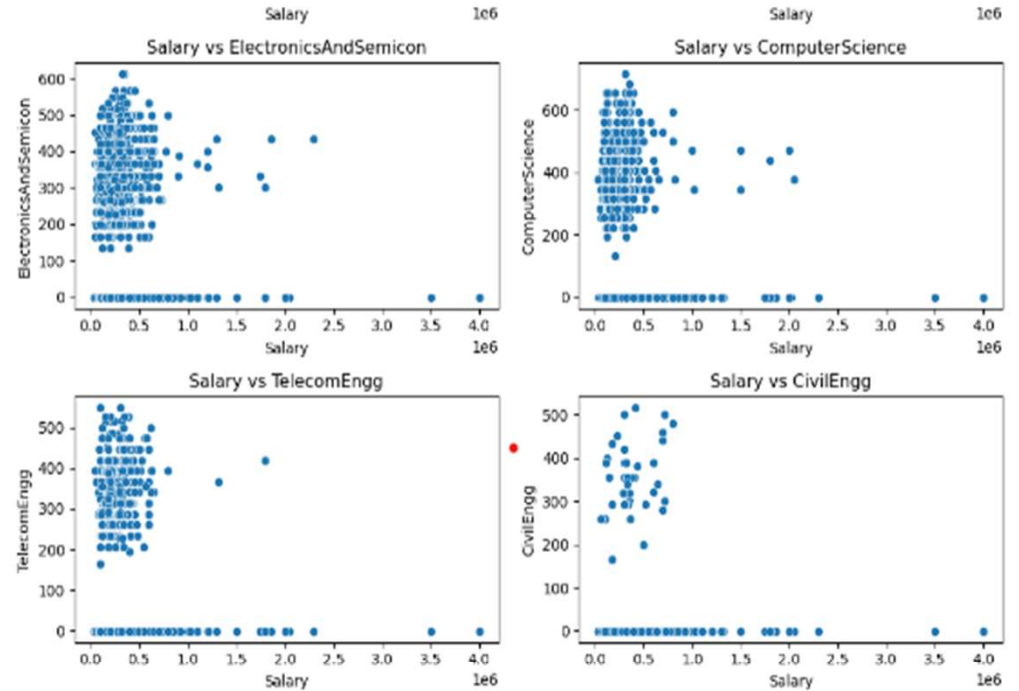 Salary 1e6
Salary 1e6
Salary vs ElectronicsAndSemicon
600
500
400
300
200
100
0
ElectronicsAndSemicon
0.0 0.5 1.0 1.5 2.0 2.5 3.0 3.5 4.0
Salary 1e6
Salary vs ComputerScience
600
400
200
0
ComputerScience
0.0 0.5 1.0 1.5 2.0 2.5 3.0 3.5 4.0
Salary 1e6
Salary vs TelecomEngg
500
400
300
200
100
0
TelecomEngg
0.0 0.5 1.0 1.5 2.0 2.5 3.0 3.5 4.0
Salary 1e6
Salary vs CivilEngg
500
400
300
200
100
0
CivilEngg
0.0 0.5 1.0 1.5 2.0 2.5 3.0 3.5 4.0
Salary 1e6